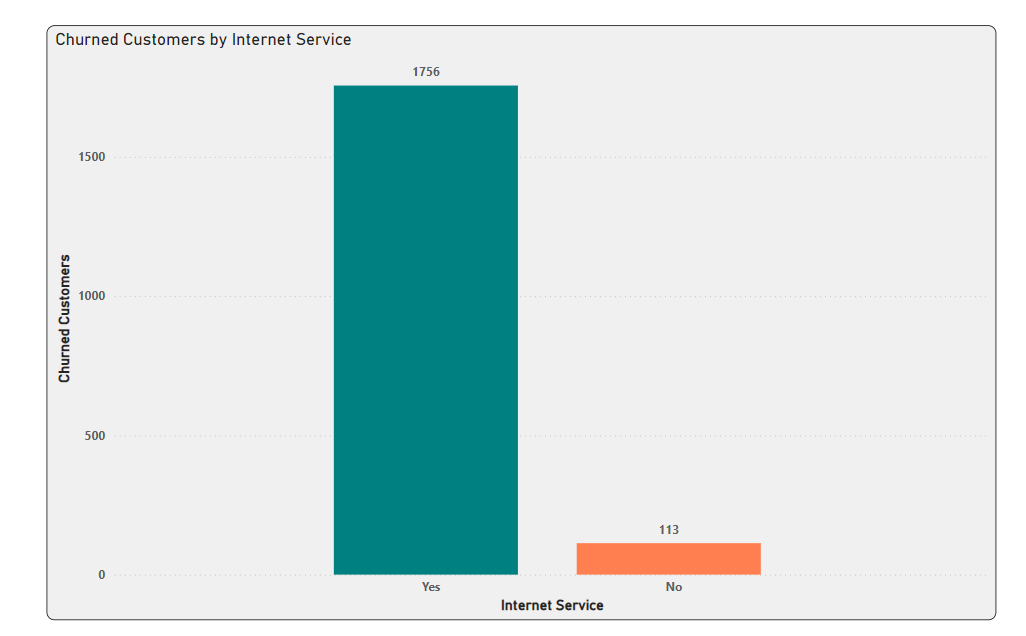 Churned Customers by Internet Service
1756
1500
1000
500
113
0
Yes
No
Internet Service
Churned Customers